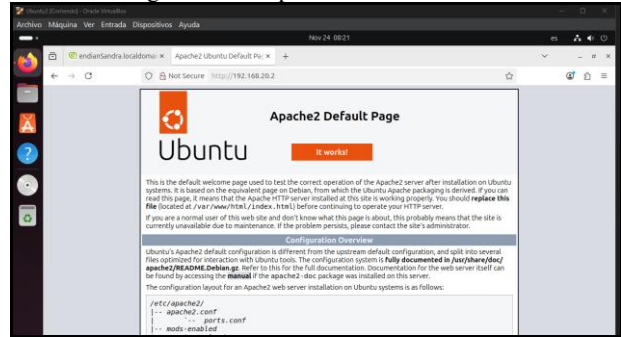 Ubuntu2 [Corriendo] - Oracle VirtualBox
Archivo Máquina Ver Entrada Dispositivos Ayuda
Nov 24 08:21
es
endianSandra.localdomai
Apache2 Ubuntu Default Pa
Not Secure http://192.168.20.2
Apache2 Default Page
Ubuntu
It works!
This is the default welcome page used to test the correct operation of the Apache2 server after installation on Ubuntu
systems. It is based on the equivalent page on Debian, from which the Ubuntu Apache packaging is derived. If you can
read this page, it means that the Apache HTTP server installed at this site is working properly. You should replace this
file (located at /var/www/html/index.html) before continuing to operate your HTTP server.
If you are a normal user of this web site and don't know what this page is about, this probably means that the site is
currently unavailable due to maintenance. If the problem persists, please contact the site's administrator.
Configuration Overview
Ubuntu's Apache2 default configuration is different from the upstream default configuration, and split into several
files optimized for interaction with Ubuntu tools. The configuration system is fully documented in /usr/share/doc/
apache2/README.Debian.gz. Refer to this for the full documentation. Documentation for the web server itself can
be found by accessing the manual if the apache2-doc package was installed on this server.
The configuration layout for an Apache2 web server installation on Ubuntu systems is as follows:
/etc/apache2/
|-- apache2.conf
| `-- ports.conf
|-- mods-enabled